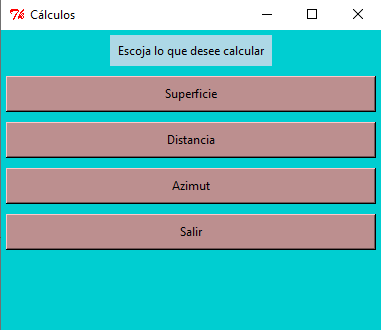 Cálculos
Escoja lo que desee calcular
Superficie
Distancia
Azimut
Salir